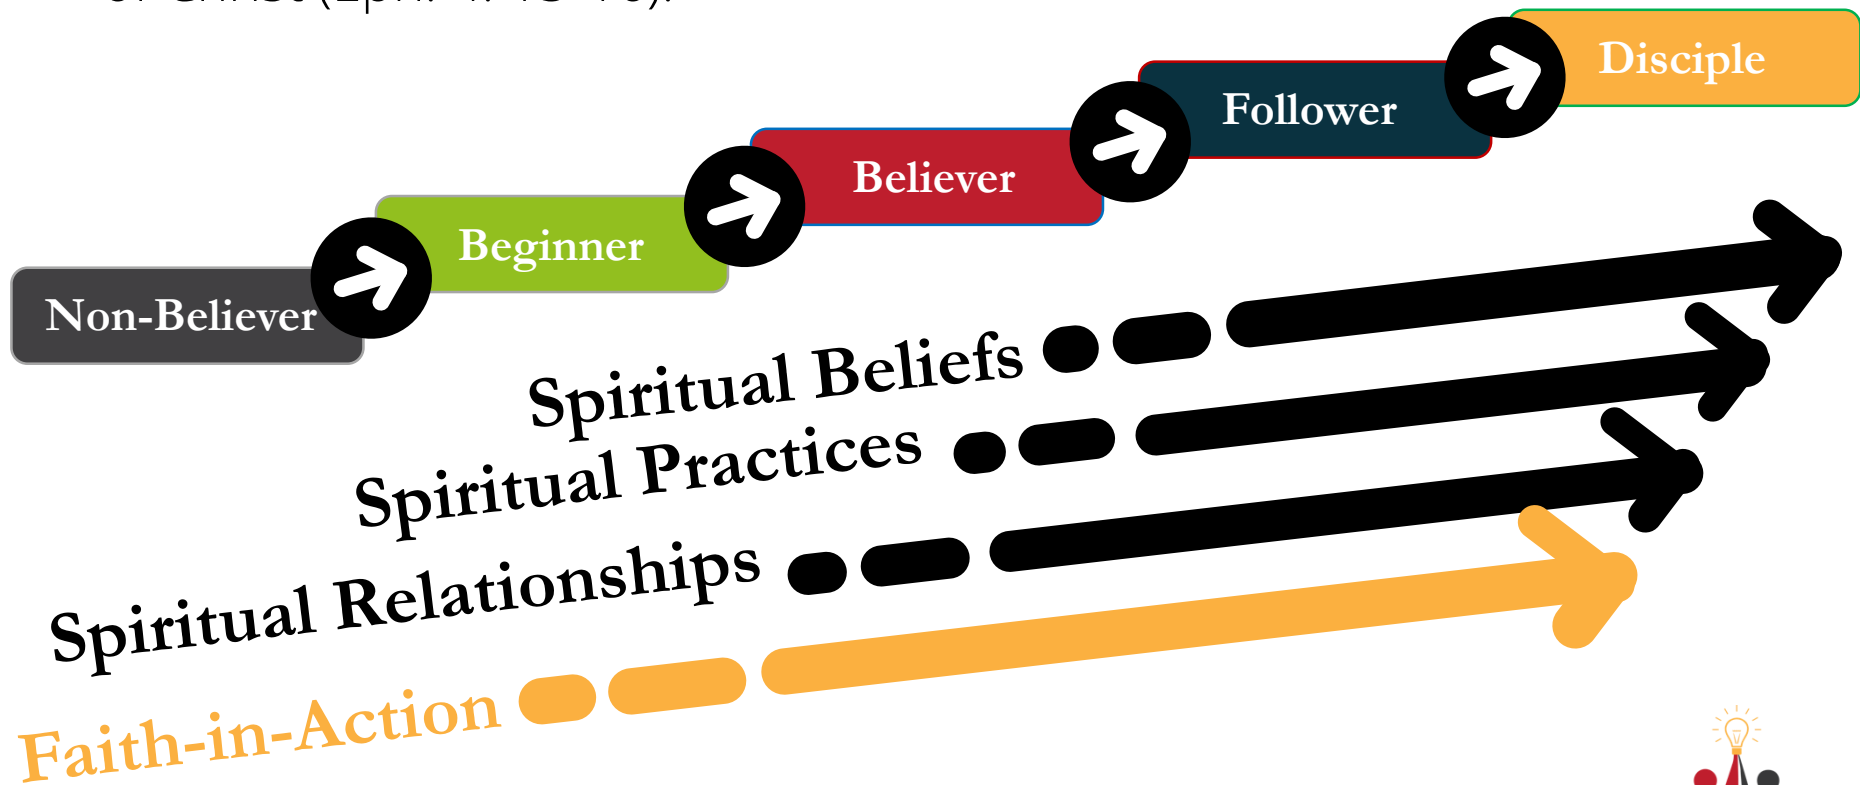 Disciple
Follower
Believer
Beginner
Non-Believer
Spiritual Beliefs
Spiritual Practices
Spiritual Relationships
Faith-in-Action